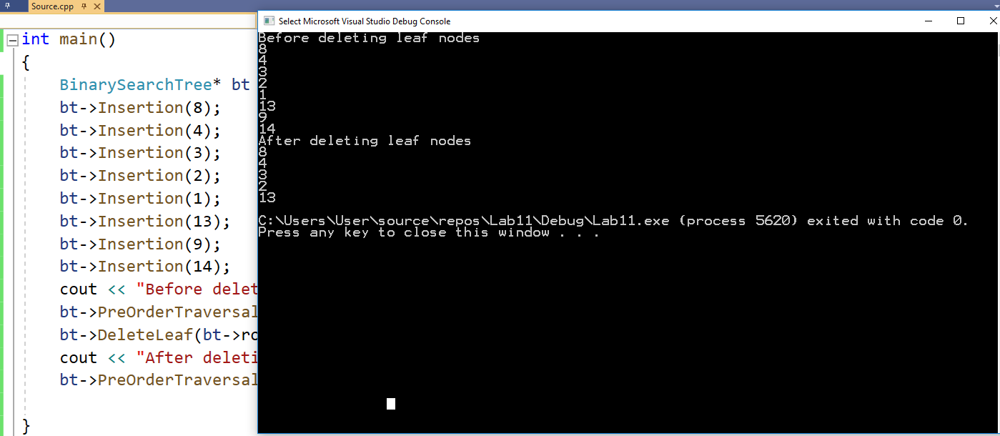 Source.cpp
int main()
{
BinarySearchTree* bt
bt->Insertion(8);
bt->Insertion(4);
bt->Insertion(3);
bt->Insertion(2);
bt->Insertion(1);
bt->Insertion(13);
bt->Insertion(9);
bt->Insertion(14);
cout << "Before delet
bt->PreOrderTraversal
bt->DeleteLeaf(bt->ro
cout << "After deleti
bt->PreOrderTraversal
}
Select Microsoft Visual Studio Debug Console
Before deleting leaf nodes
8
4
3
2
1
13
9
14
After deleting leaf nodes
8
4
3
2
13
C:\Users\User\source\repos\Lab11\Debug\Lab11.exe (process 5620) exited with code 0.
Press any key to close this window . . .